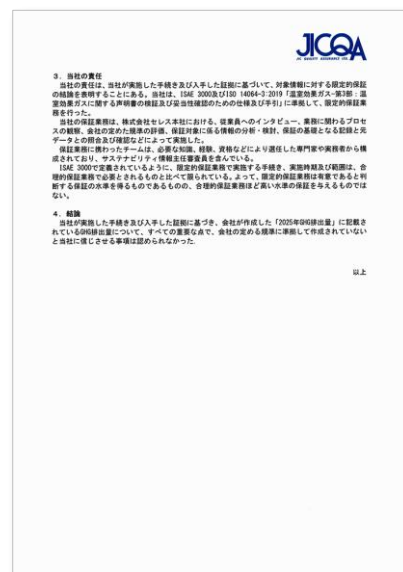 JICQA
JIC QUALITY ASSURANCE LTD.
3. 当社の責任
当社の責任は、当社が実施した手続き及び入手した証拠に基づいて、対象情報に対する限定的保証
の結論を表明することにある。当社は、ISAE 3000及びISO 14064-3:2019「温室効果ガス-第3部:温
室効果ガスに関する声明書の検証及び妥当性確認のための仕様及び手引」に準拠して、限定的保証業
務を行った。
当社の保証業務は、株式会社セレス本社における、従業員へのインタビュー、業務に関わるプロセ
スの観察、会社の定めた規準の評価、保証対象に係る情報の分析・検討、保証の基礎となる記録と元
データとの照合及び確認などによって実施した。
保証業務に携わったチームは、必要な知識、経験、資格などにより選任した専門家や実務者から構
成されており、サステナビリティ情報主任審査員を含んでいる。
ISAE 3000で定義されているように、限定的保証業務で実施する手続き、実施時期及び範囲は、合
理的保証業務で必要とされるものと比べて限られている。よって、限定的保証業務は有意であると判
断する保証の水準を得るものであるものの、合理的保証業務ほど高い水準の保証を与えるものでは
ない。
4. 結論
当社が実施した手続き及び入手した証拠に基づき、会社が作成した「2025年GHG排出量」に記載さ
れているGHG排出量について、すべての重要な点で、会社の定める規準に準拠して作成されていない
と当社に信じさせる事項は認められなかった.
以上